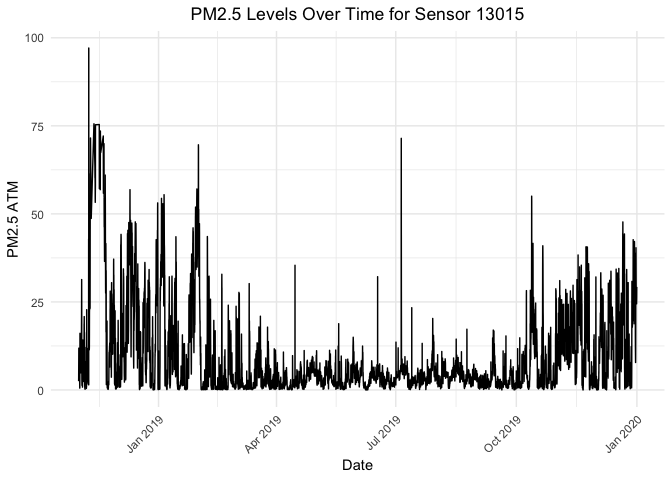 PM2.5 Levels Over Time for Sensor 13015
100
75
50
25
0
PM2.5 ATM
Jan 2019
Apr 2019
Jul 2019
Oct 2019
Jan 2020
Date